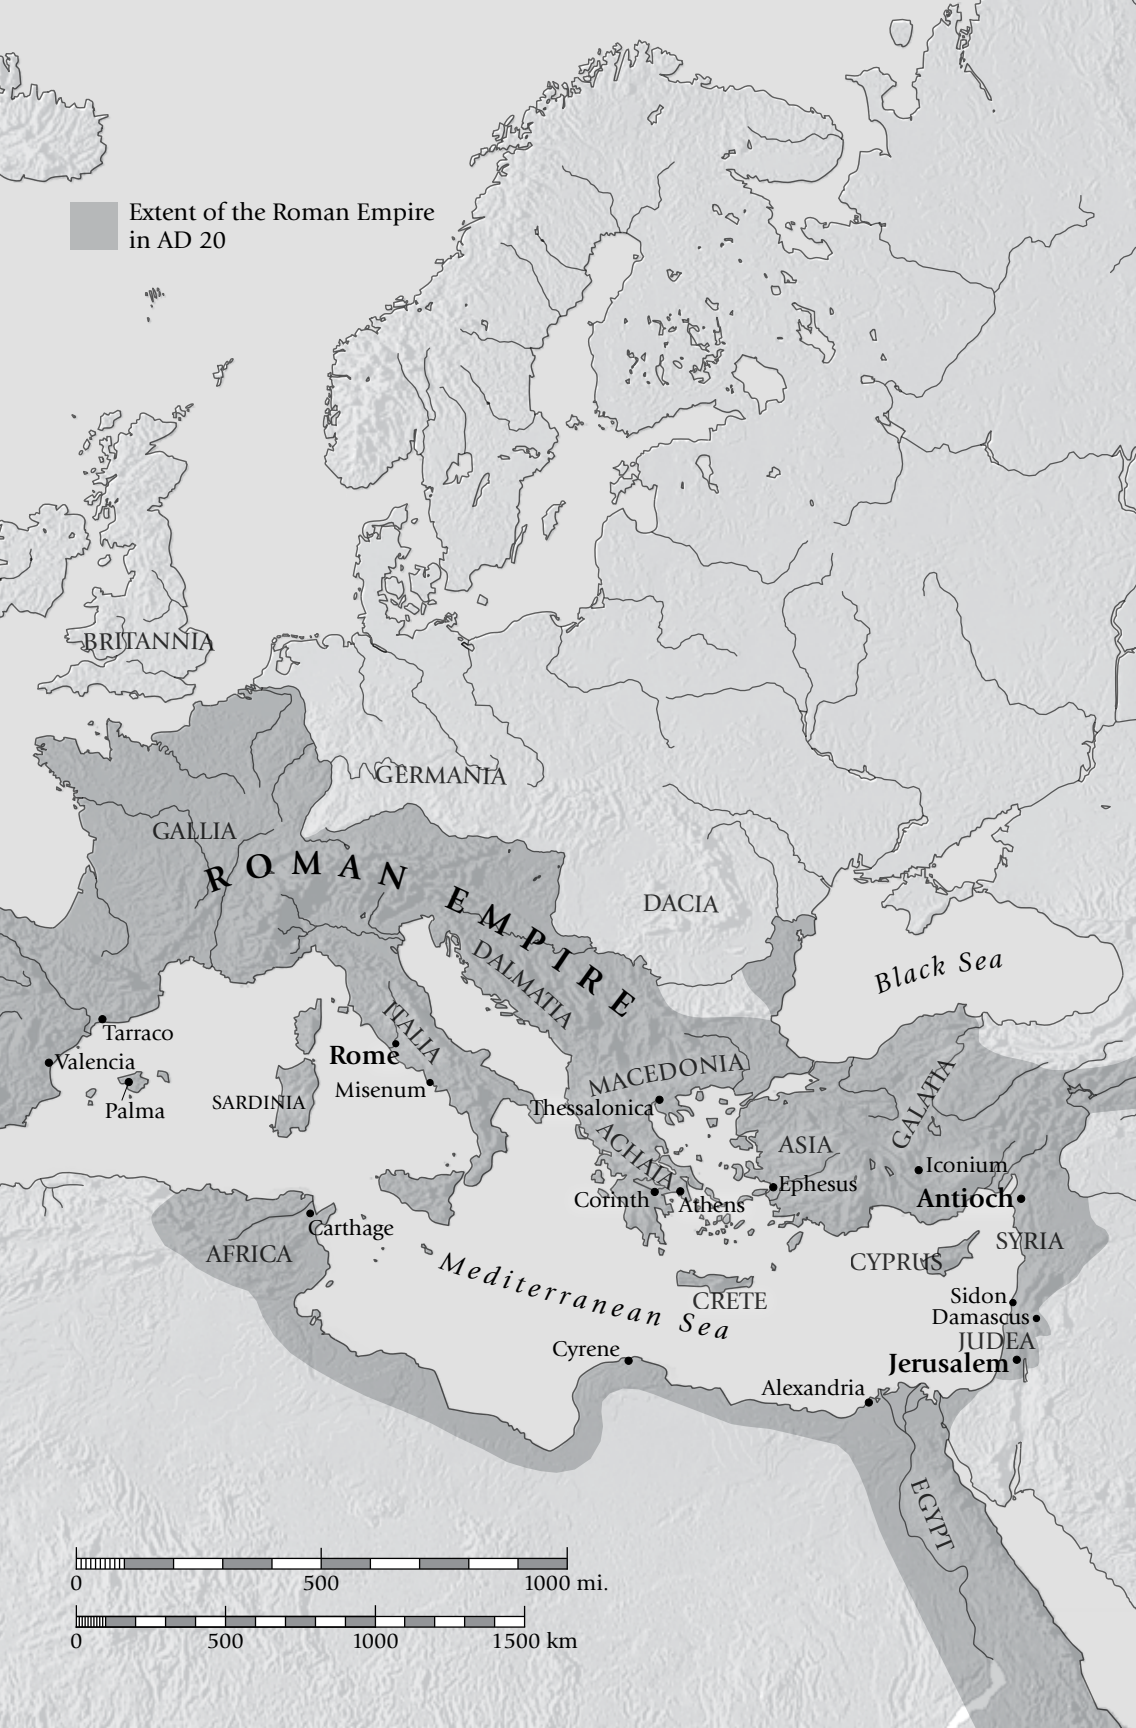 Extent of the Roman Empire
in AD 20
BRITANNIA
GERMANIA
GALLIA
ROMAN EMPIRE
DACIA
DALMATIA
Black Sea
ITALIA
Tarraco
Rome
Valencia
MACEDONIA
GALATIA
Misenum
SARDINIA
Palma
Thessalonica
ACHAIA
ASIA
Iconium
Ephesus
Antioch
Corinth
Athens
Carthage
AFRICA
SYRIA
CYPRUS
Mediterranean Sea
CRETE
Sidon
Damascus
JUDEA
Cyrene
Jerusalem
Alexandria
EGYPT
0 500 1000 mi.
0 500 1000 1500 km